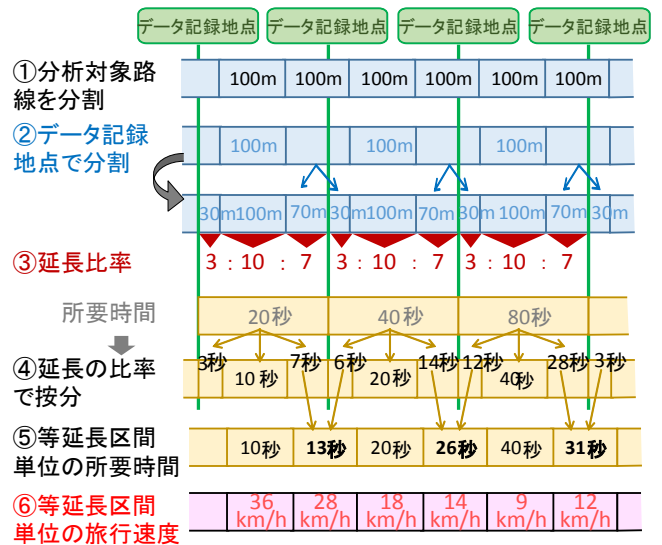 データ記録地点 データ記録地点 データ記録地点 データ記録地点
①分析対象路
線を分割
100m 100m 100m 100m 100m 100m
②データ記録
地点で分割
100m 100m 100m
30m 100m 70m 30m 100m 70m 30m 100m 70m 30m
③延長比率
3 : 10 : 7 3 : 10 : 7 3 : 10 : 7
所要時間
20秒 40秒 80秒
3秒 7秒 6秒 14秒 12秒 28秒 3秒
④延長の比率
で按分
10秒 20秒 40秒
⑤等延長区間
単位の所要時間
10秒 13秒 20秒 26秒 40秒 31秒
⑥等延長区間
単位の旅行速度
36 28 18 14 9 12
km/h km/h km/h km/h km/h km/h